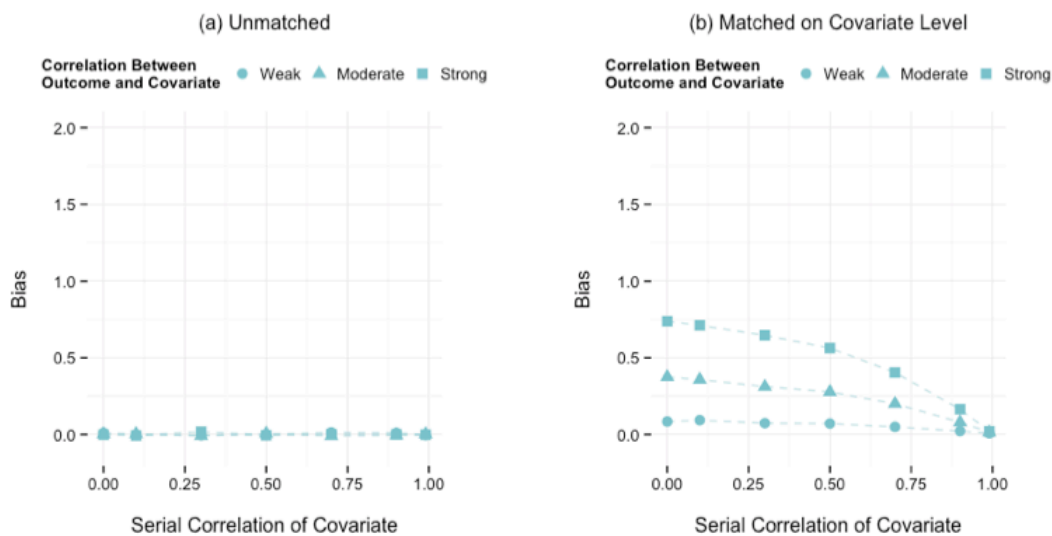 (a) Unmatched
Correlation Between
Outcome and Covariate
Weak
Moderate
Strong
2.0
1.5
1.0
0.5
0.0
Bias
0.00
0.25
0.50
0.75
1.00
Serial Correlation of Covariate
(b) Matched on Covariate Level
Correlation Between
Outcome and Covariate
Weak
Moderate
Strong
2.0
1.5
1.0
0.5
0.0
Bias
0.00
0.25
0.50
0.75
1.00
Serial Correlation of Covariate